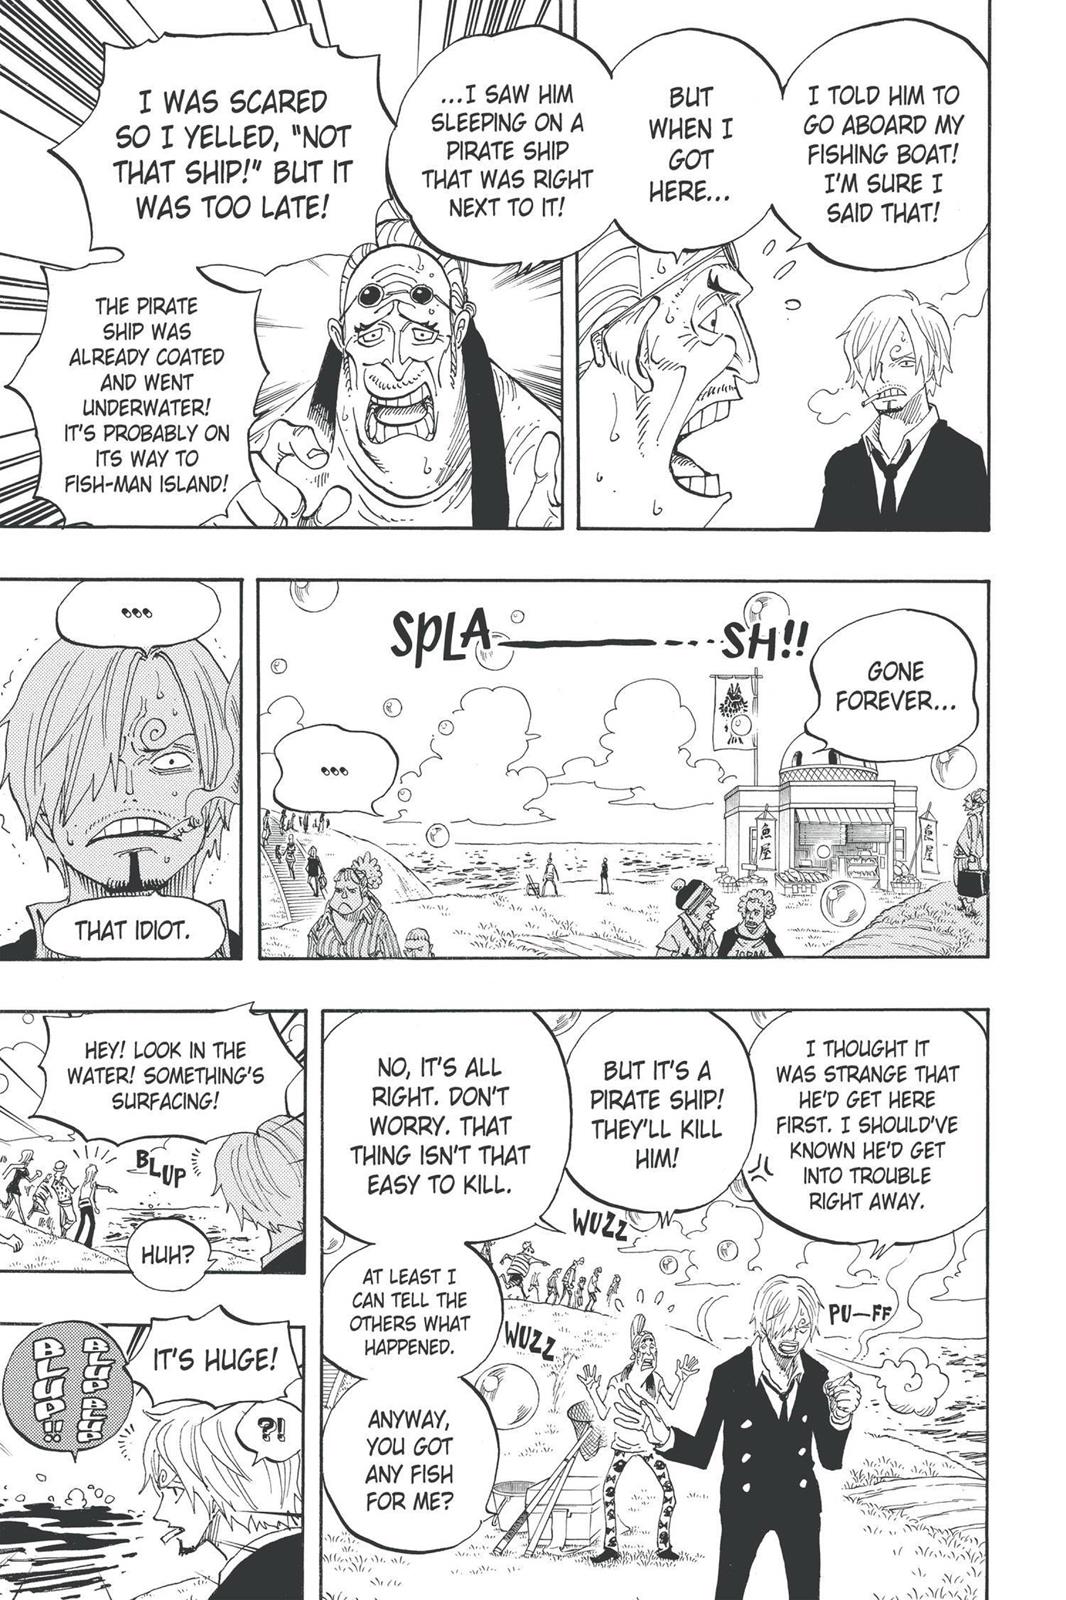 I TOLD HIM TO
GO ABOARD MY
FISHING BOAT!
I'M SURE I
SAID THAT!
BUT
WHEN I
GOT
HERE...
...I SAW HIM
SLEEPING ON A
PIRATE SHIP
THAT WAS RIGHT
NEXT TO IT!
I WAS SCARED
SO I YELLED, "NOT
THAT SHIP!" BUT IT
WAS TOO LATE!
THE PIRATE
SHIP WAS
ALREADY COATED
AND WENT
UNDERWATER!
IT'S PROBABLY ON
ITS WAY TO
FISH-MAN ISLAND!
SPLA
SH!!
GONE
FOREVER...
...
魚屋
魚屋
...
THAT IDIOT.
I THOUGHT IT
WAS STRANGE THAT
HE'D GET HERE
FIRST. I SHOULD'VE
KNOWN HE'D GET
INTO TROUBLE
RIGHT AWAY.
BUT IT'S A
PIRATE SHIP!
THEY'LL KILL
HIM!
NO, IT'S ALL
RIGHT. DON'T
WORRY. THAT
THING ISN'T THAT
EASY TO KILL.
WUZZ
WUZZ
PU—FF
AT LEAST I
CAN TELL THE
OTHERS WHAT
HAPPENED.
ANYWAY,
YOU GOT
ANY FISH
FOR ME?
HEY! LOOK IN THE
WATER! SOMETHING'S
SURFACING!
BLUP
HUH?
IT'S HUGE!
BLUPBLUB
BLUP!!
?!